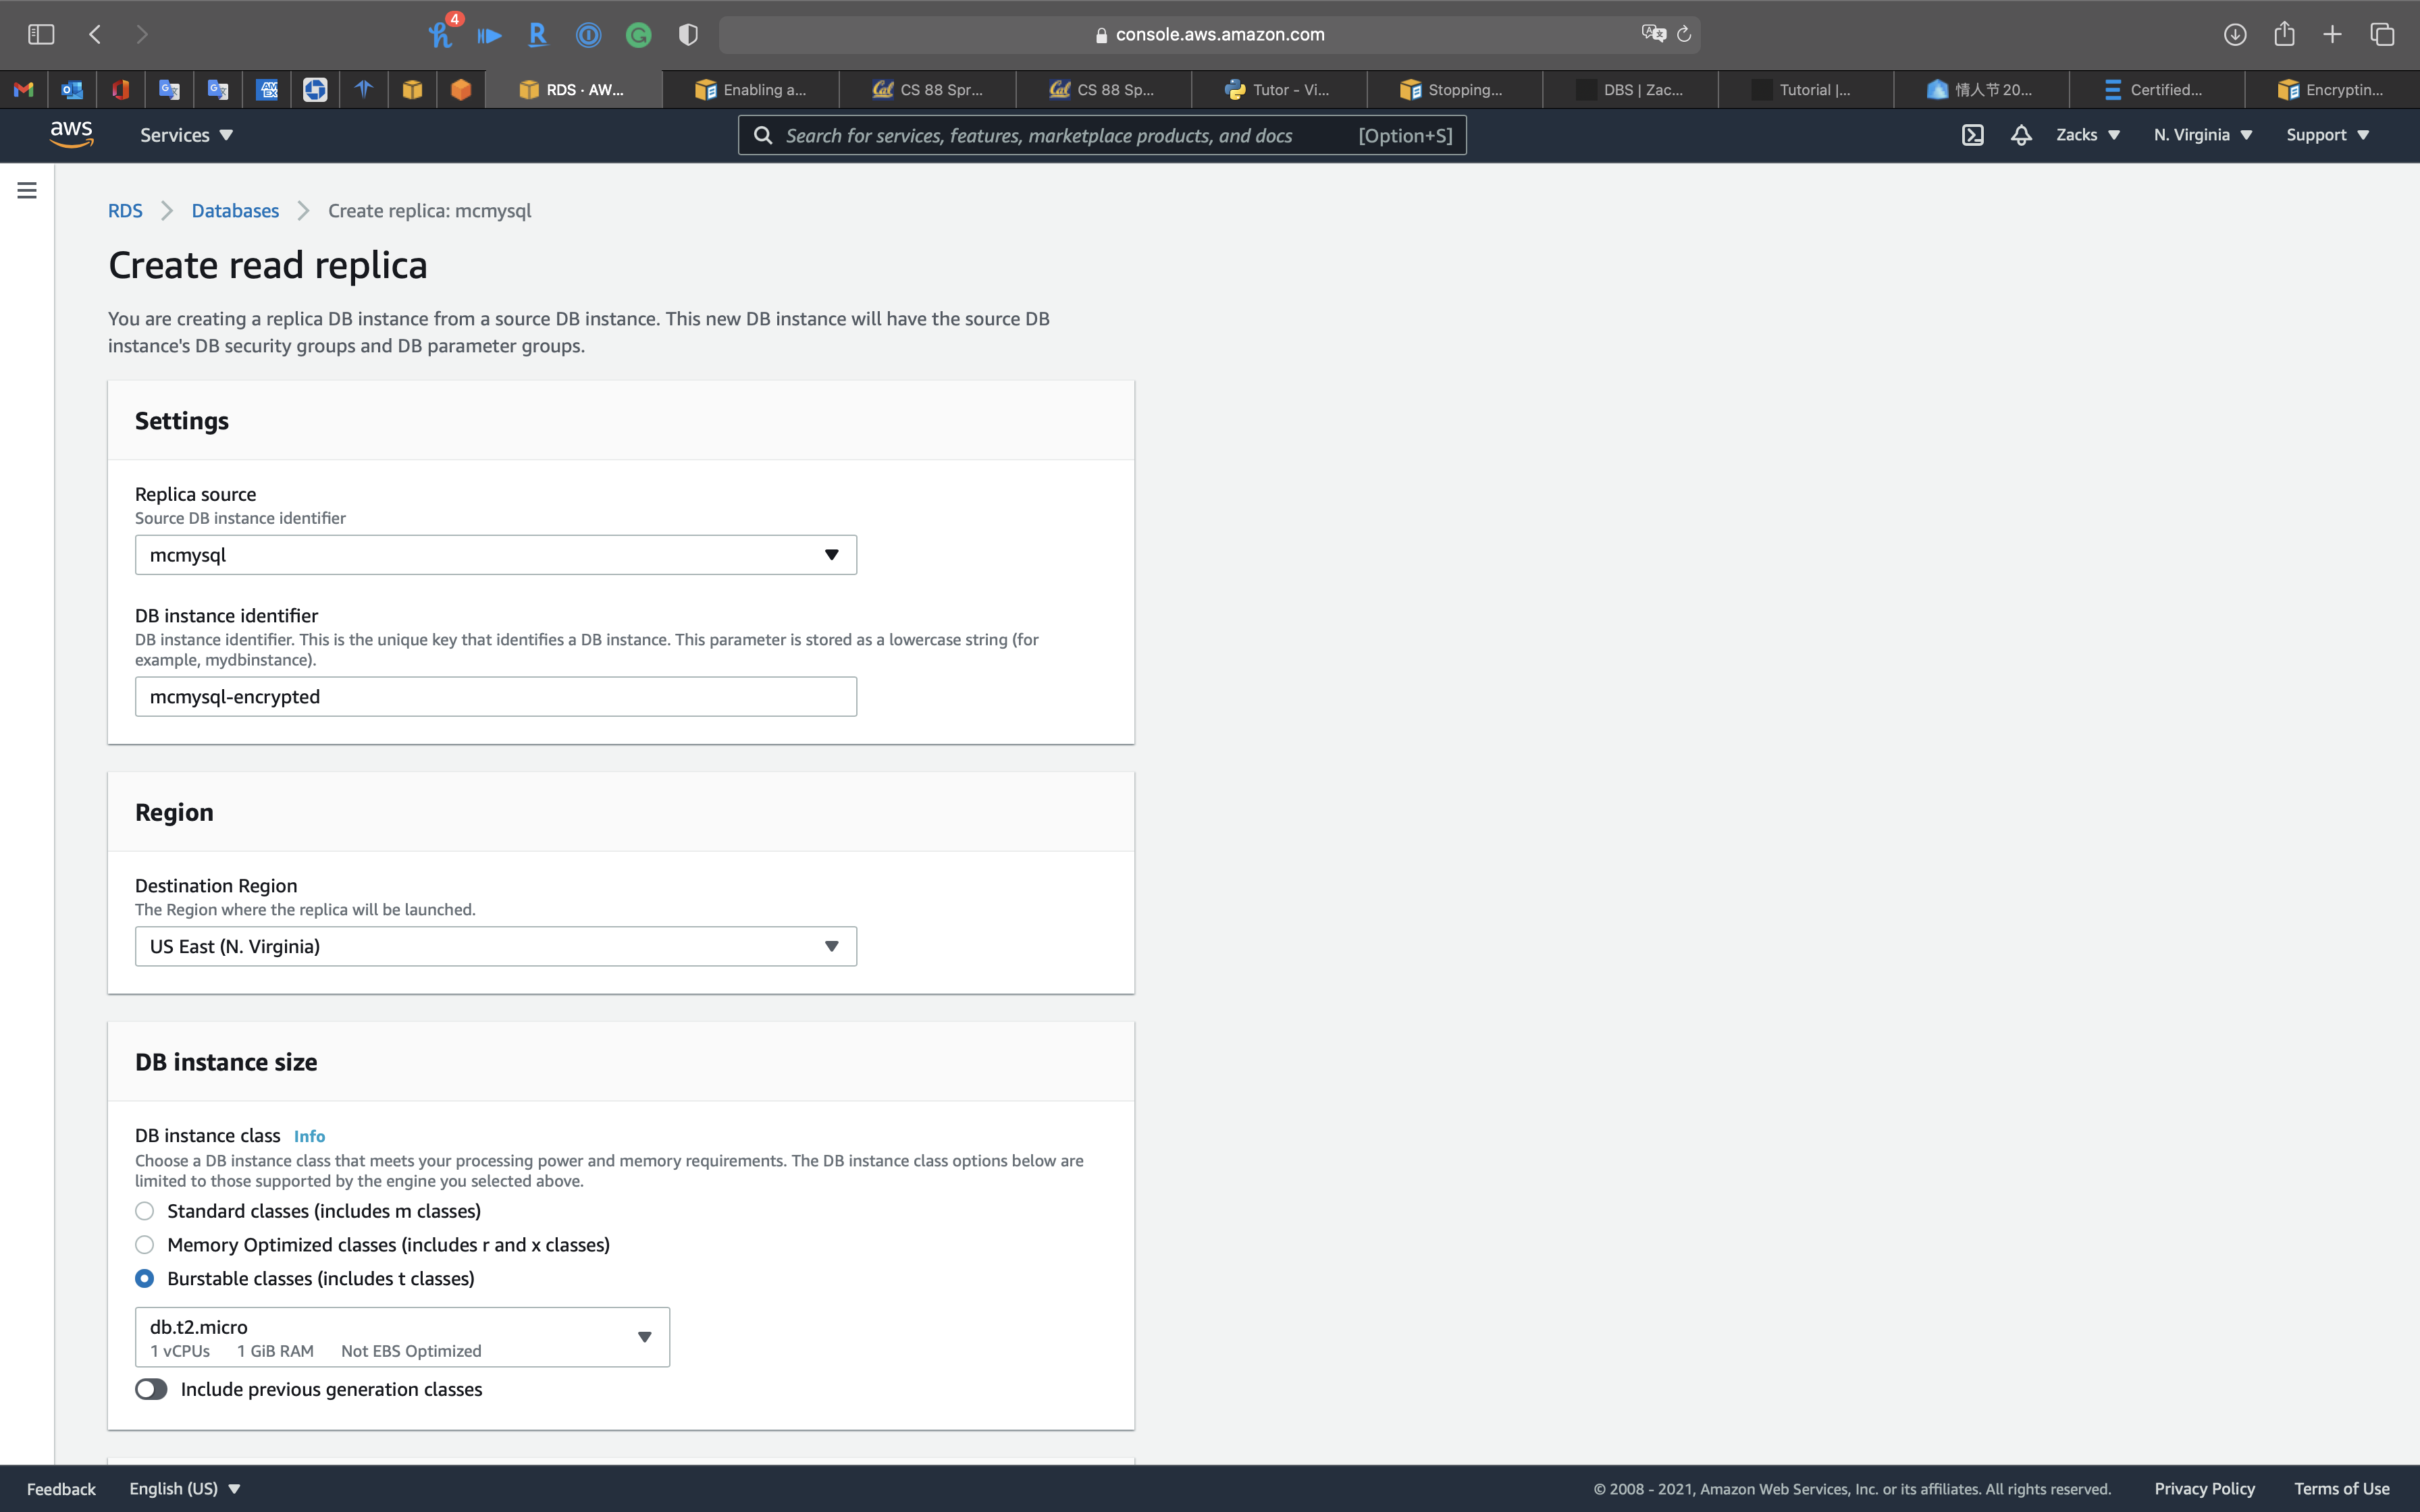 4
console.aws.amazon.com
RDS · AW...
Enabling a...
CS 88 Spr...
CS 88 Sp...
Tutor - Vi...
Stopping...
DBS | Zac...
Tutorial |...
情人节 20...
Certified...
Encryptin...
aws
Services
Search for services, features, marketplace products, and docs
[Option+S]
Zacks
N. Virginia
Support
RDS
Databases
Create replica: mcmysql
Create read replica
You are creating a replica DB instance from a source DB instance. This new DB instance will have the source DB
instance's DB security groups and DB parameter groups.
Settings
Replica source
Source DB instance identifier
mcmysql
DB instance identifier
DB instance identifier. This is the unique key that identifies a DB instance. This parameter is stored as a lowercase string (for
example, mydbinstance).
mcmysql-encrypted
Region
Destination Region
The Region where the replica will be launched.
US East (N. Virginia)
DB instance size
DB instance class Info
Choose a DB instance class that meets your processing power and memory requirements. The DB instance class options below are
limited to those supported by the engine you selected above.
Standard classes (includes m classes)
Memory Optimized classes (includes r and x classes)
Burstable classes (includes t classes)
db.t2.micro
1 vCPUs 1 GiB RAM Not EBS Optimized
Include previous generation classes
Feedback
English (US)
© 2008 - 2021, Amazon Web Services, Inc. or its affiliates. All rights reserved.
Privacy Policy
Terms of Use